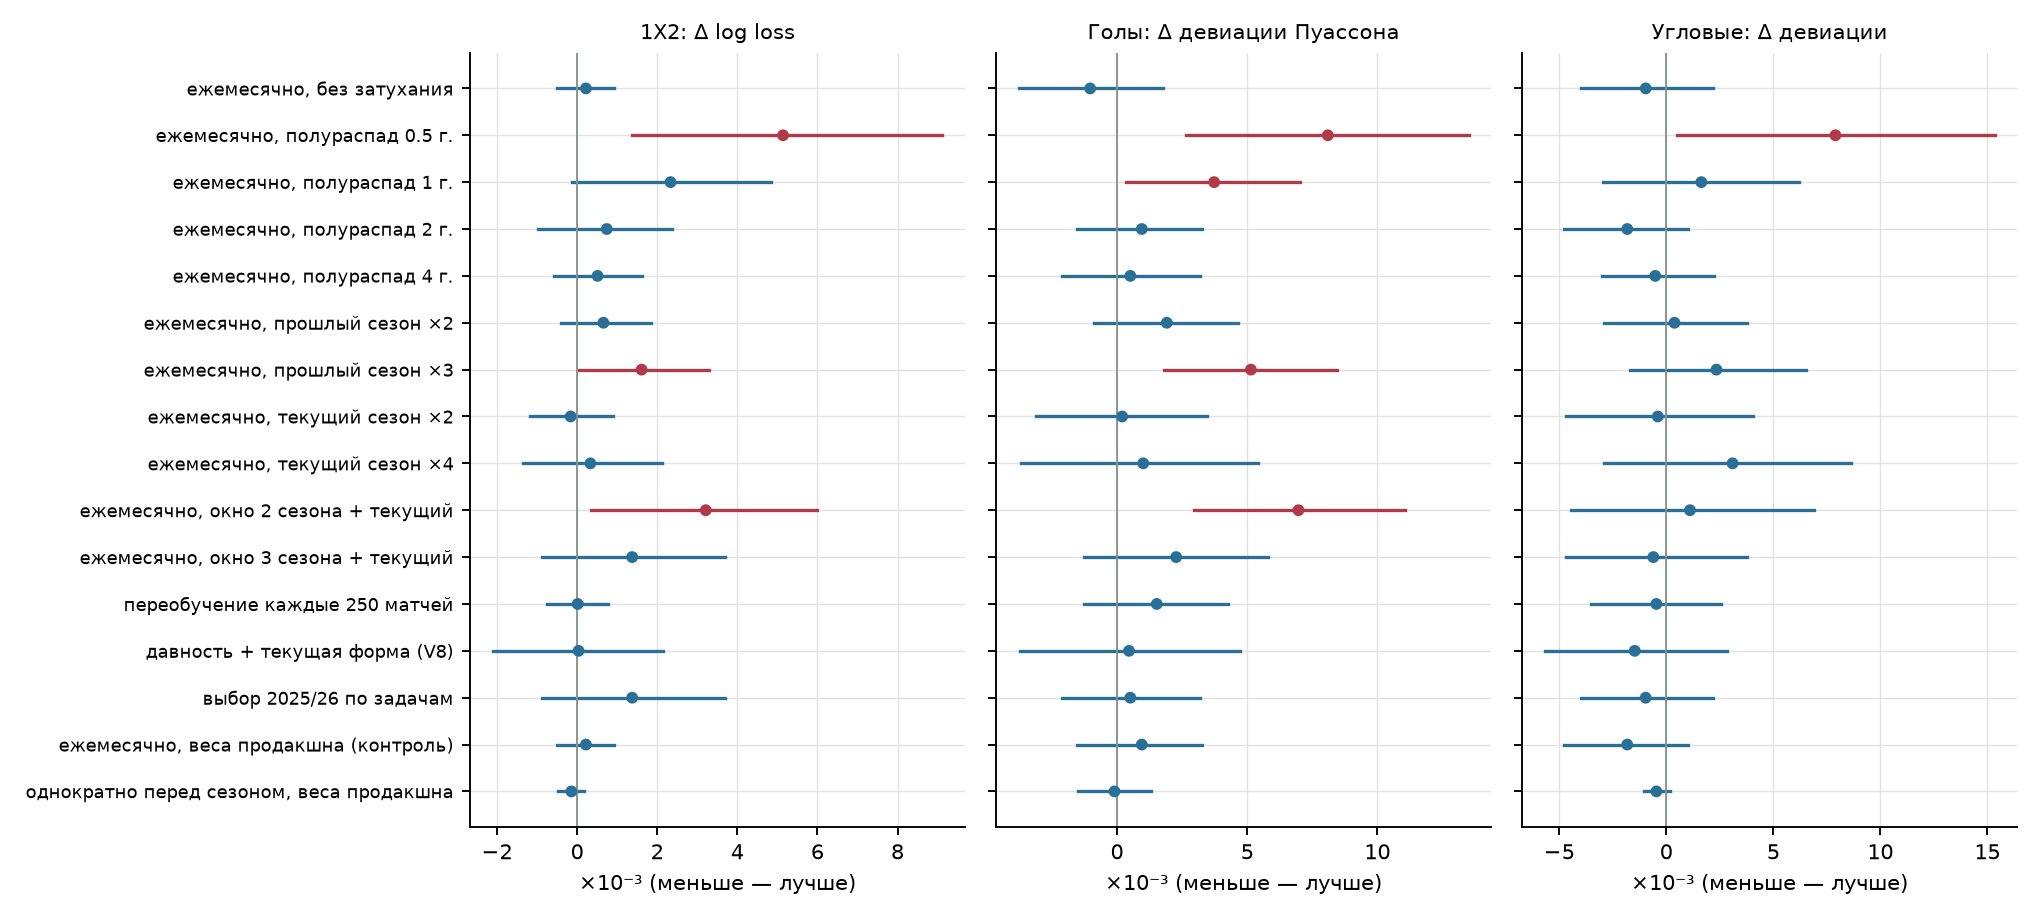 1X2: Δ log loss
Голы: Δ девиации Пуассона
Угловые: Δ девиации
ежемесячно, без затухания
ежемесячно, полураспад 0.5 г.
ежемесячно, полураспад 1 г.
ежемесячно, полураспад 2 г.
ежемесячно, полураспад 4 г.
ежемесячно, прошлый сезон ×2
ежемесячно, прошлый сезон ×3
ежемесячно, текущий сезон ×2
ежемесячно, текущий сезон ×4
ежемесячно, окно 2 сезона + текущий
ежемесячно, окно 3 сезона + текущий
переобучение каждые 250 матчей
давность + текущая форма (V8)
выбор 2025/26 по задачам
ежемесячно, веса продакшна (контроль)
однократно перед сезоном, веса продакшна
−2 0 2 4 6 8
0 5 10
−5 0 5 10 15
×10⁻³ (меньше — лучше)
×10⁻³ (меньше — лучше)
×10⁻³ (меньше — лучше)